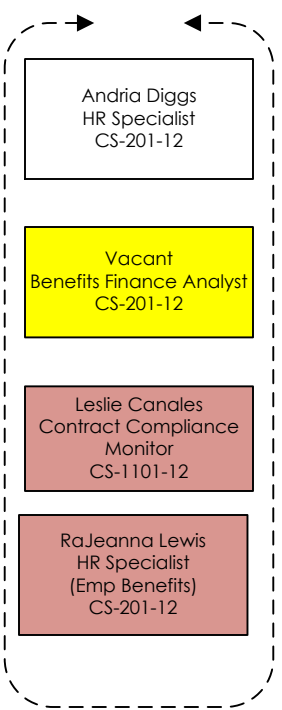 Andria Diggs
HR Specialist
CS-201-12
Vacant
Benefits Finance Analyst
CS-201-12
Leslie Canales
Contract Compliance
Monitor
CS-1101-12
RaJeanna Lewis
HR Specialist
(Emp Benefits)
CS-201-12